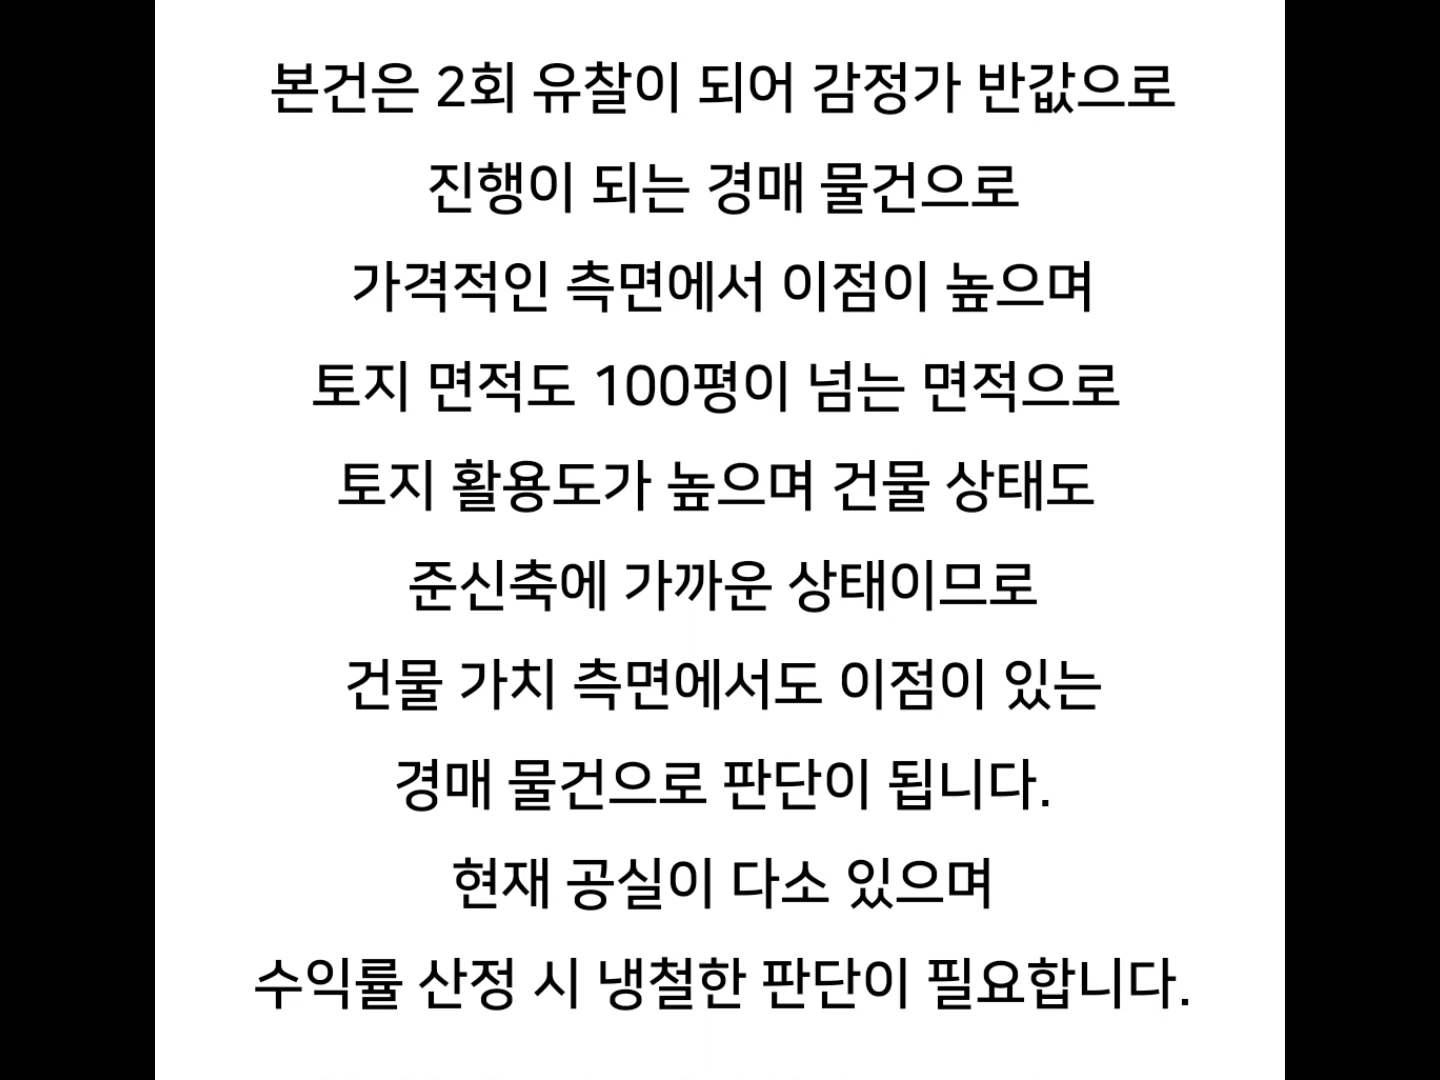 본건은 2회 유찰이 되어 감정가 반값으로
진행이 되는 경매 물건으로
가격적인 측면에서 이점이 높으며
토지 면적도 100평이 넘는 면적으로
토지 활용도가 높으며 건물 상태도
준신축에 가까운 상태이므로
건물 가치 측면에서도 이점이 있는
경매 물건으로 판단이 됩니다.
현재 공실이 다소 있으며
수익률 산정 시 냉철한 판단이 필요합니다.